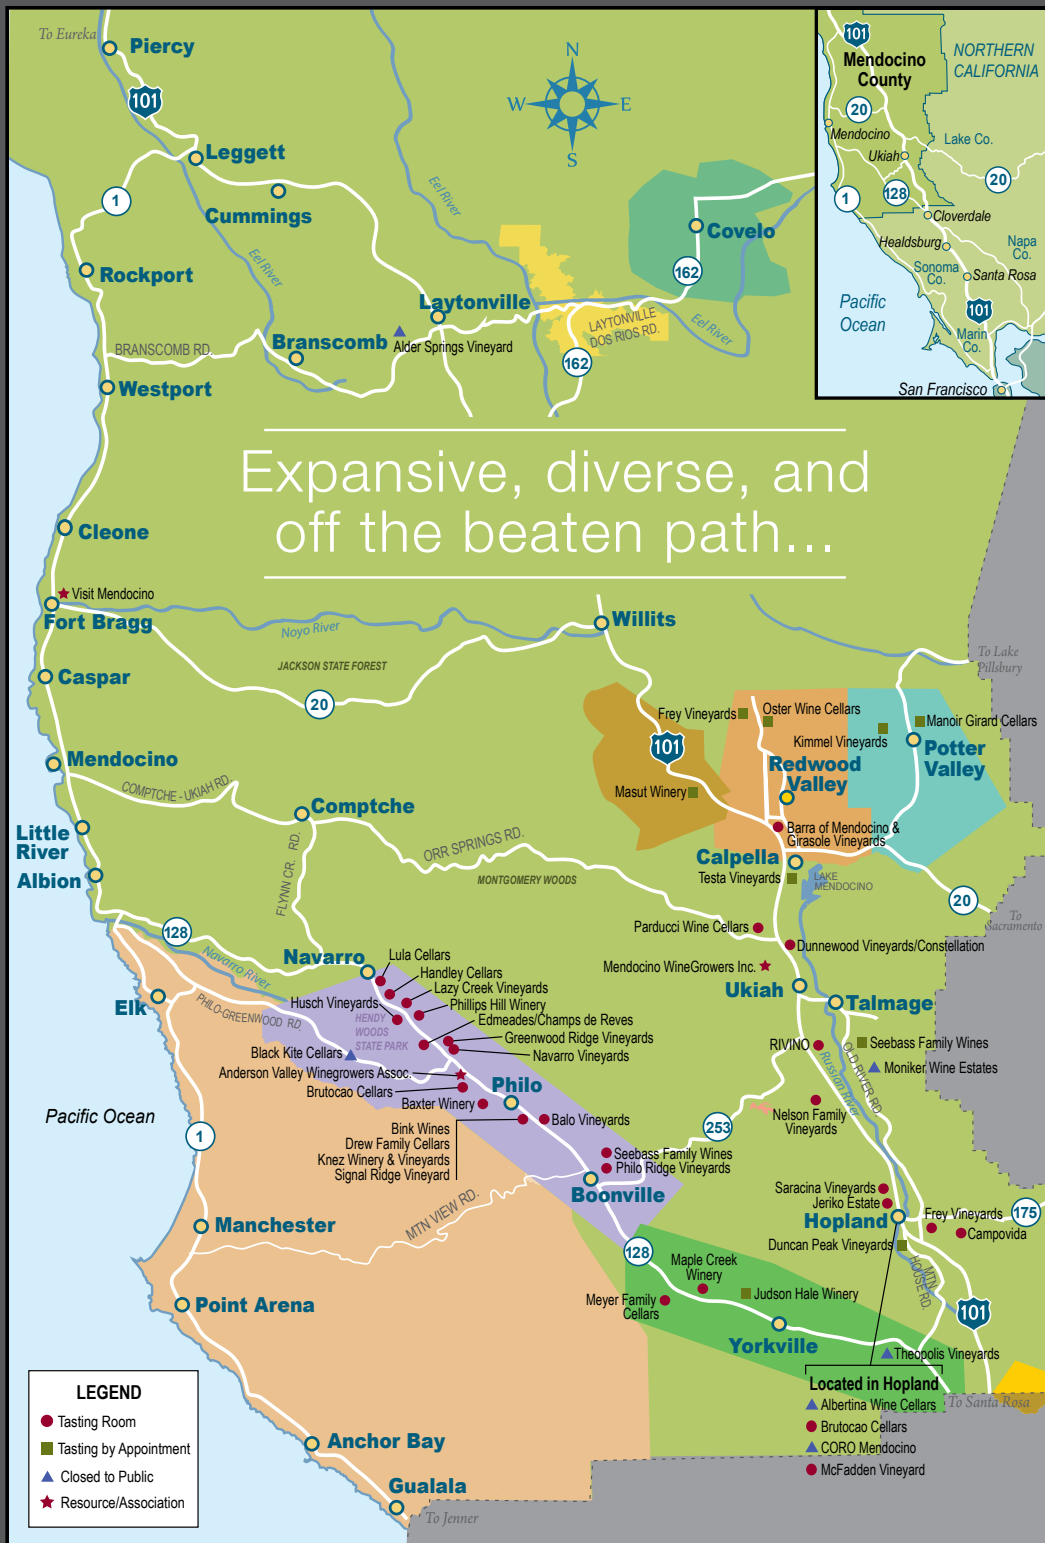 To Eureka
Piercy
101
Leggett
Cummings
1
Rockport
Eel River
Eel River
N
W
E
S
Covelo
162
Laytonville
LAYTONVILLE
DOS RIOS RD.
Eel River
162
BRANSCOMB RD.
Branscomb
Alder Springs Vineyard
Westport
101
Mendocino
County
NORTHERN
CALIFORNIA
20
Mendocino
Lake Co.
Ukiah
20
128
1
Cloverdale
Healdsburg
Napa
Co.
Sonoma
Co.
Santa Rosa
Pacific
Ocean
101
Marin
Co.
San Francisco
Expansive, diverse, and
off the beaten path...
Cleone
Visit Mendocino
Fort Bragg
Noyo River
Willits
JACKSON STATE FOREST
To Lake
Pillsbury
Caspar
20
Mendocino
COMPTCHE - UKIAH RD.
Comptche
Little
River
Albion
FLYNN CR. RD.
ORR SPRINGS RD.
MONTGOMERY WOODS
101
Frey Vineyards
Oster Wine Cellars
Kimmel Vineyards
Manoir Girard Cellars
Potter
Valley
Redwood
Valley
Masut Winery
Barra of Mendocino &
Girasole Vineyards
Calpella
Testa Vineyards
LAKE
MENDOCINO
20
To
Sacramento
Parducci Wine Cellars
Dunnewood Vineyards/Constellation
Mendocino WineGrowers Inc.
Ukiah
Talmage
128
Navarro River
Navarro
Lula Cellars
Handley Cellars
Lazy Creek Vineyards
Husch Vineyards
Phillips Hill Winery
Edmeades/Champs de Reves
Greenwood Ridge Vineyards
Navarro Vineyards
HENDY
WOODS
STATE PARK
Elk
PHILO-GREENWOOD RD.
Black Kite Cellars
Anderson Valley Winegrowers Assoc.
Brutocao Cellars
Philo
Baxter Winery
Bink Wines
Drew Family Cellars
Knez Winery & Vineyards
Signal Ridge Vineyard
Balo Vineyards
Seebass Family Wines
Philo Ridge Vineyards
Boonville
RIVINO
Russian River
OLD RIVER RD.
Seebass Family Wines
Moniker Wine Estates
Nelson Family
Vineyards
253
Pacific Ocean
1
Manchester
MTN VIEW RD.
Saracina Vineyards
Jeriko Estate
Hopland
Frey Vineyards
Campovida
175
Duncan Peak Vineyards
MTN.
HOUSE RD.
101
128
Maple Creek
Winery
Judson Hale Winery
Meyer Family
Cellars
Yorkville
Theopolis Vineyards
Point Arena
Located in Hopland
Albertina Wine Cellars
Brutocao Cellars
CORO Mendocino
McFadden Vineyard
To Santa Rosa
Anchor Bay
Gualala
To Jenner
LEGEND
Tasting Room
Tasting by Appointment
Closed to Public
Resource/Association